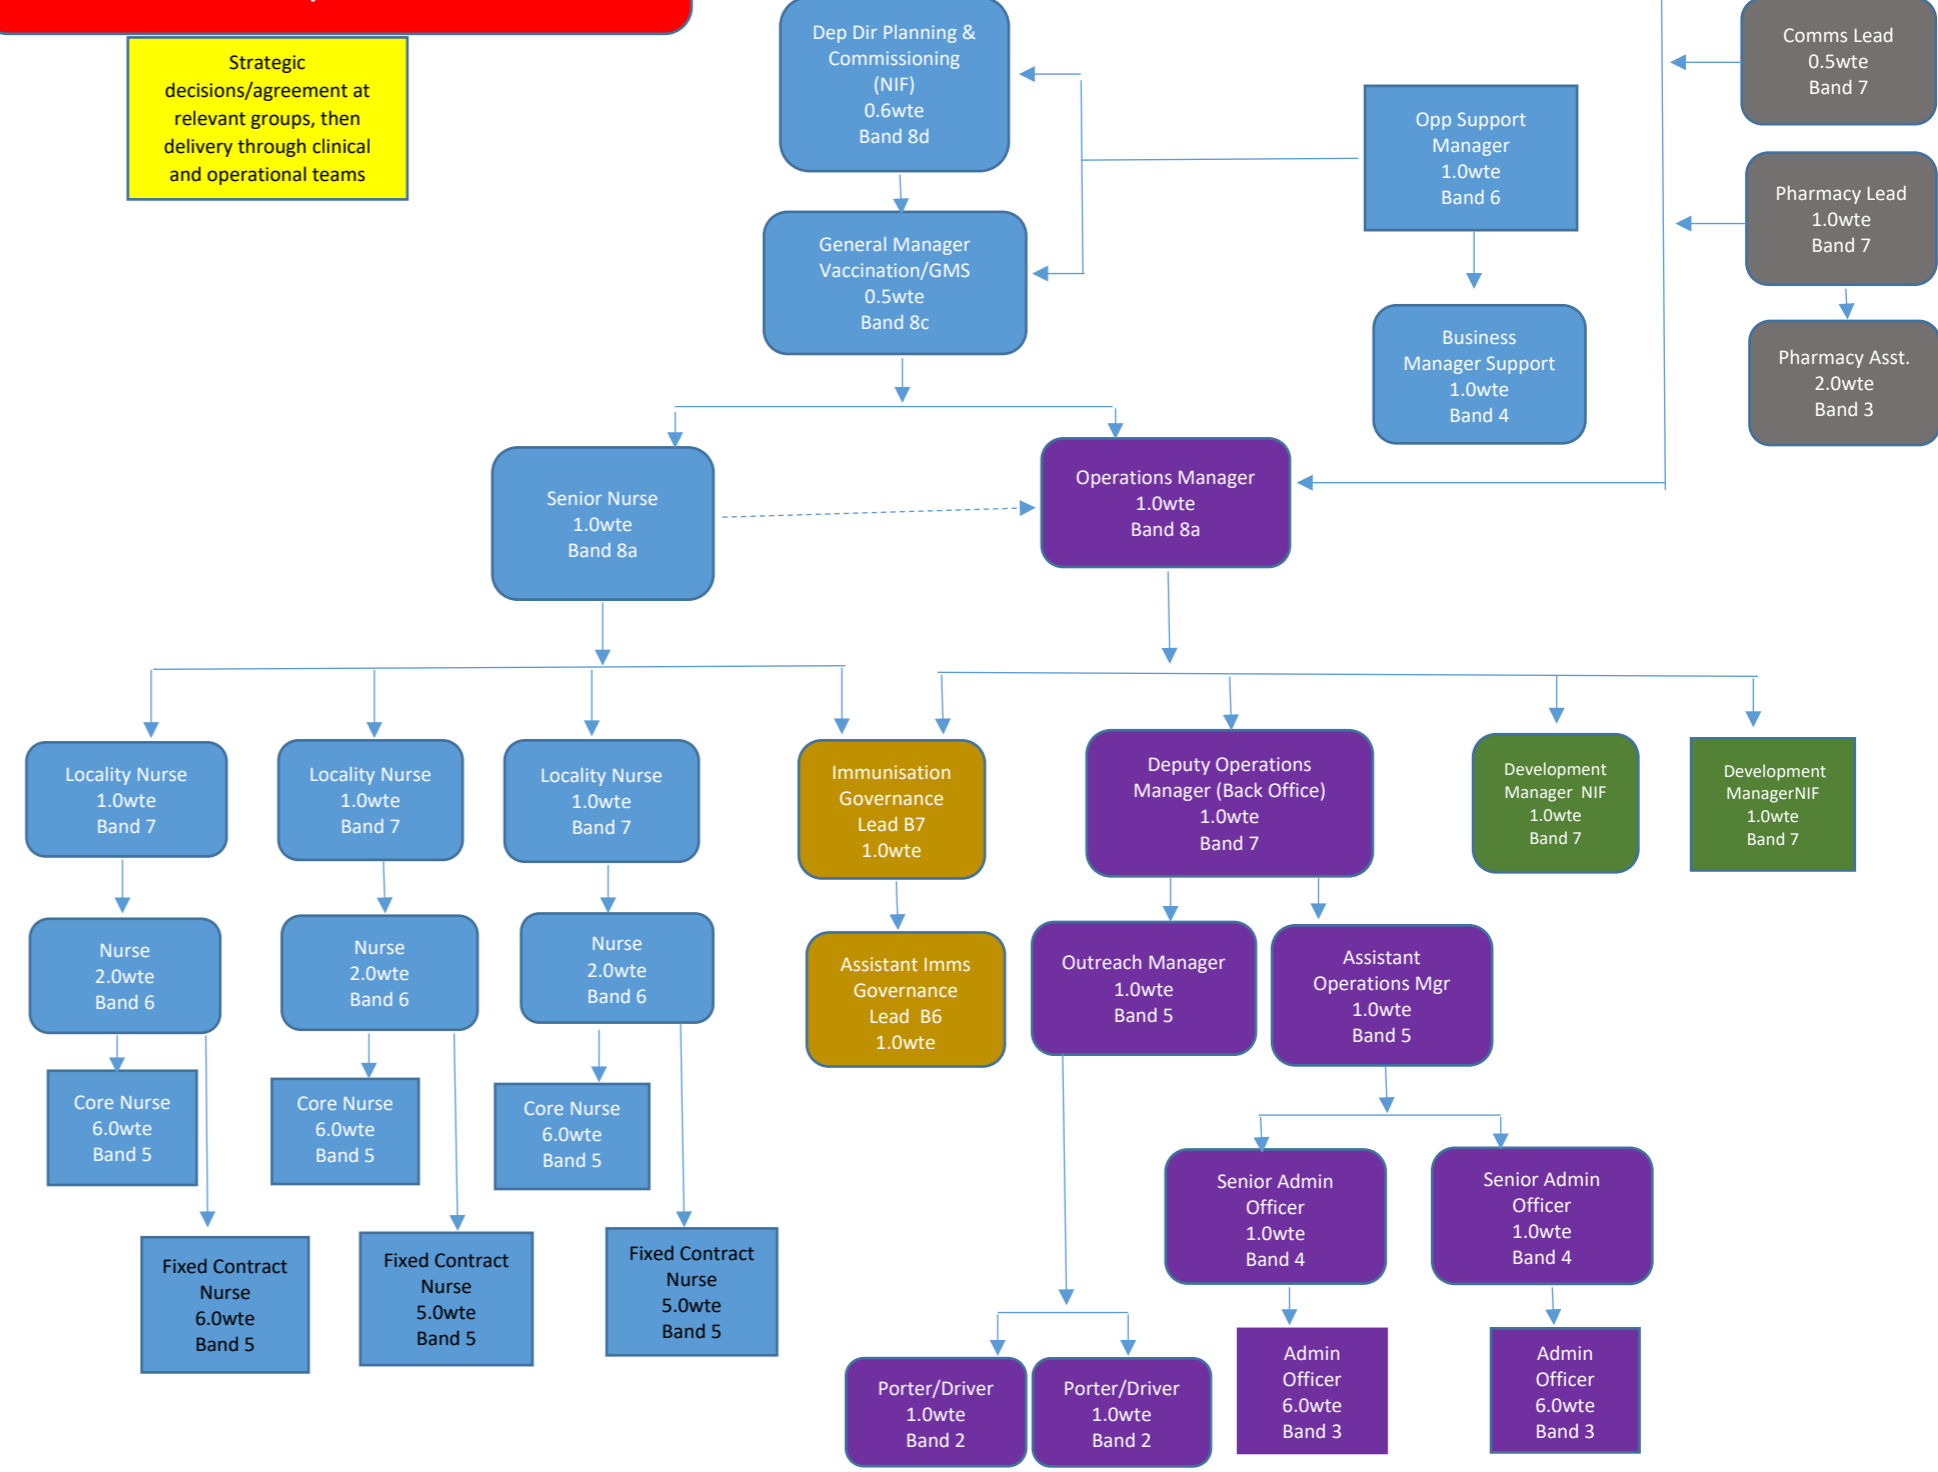 Strategic
decisions/agreement at
relevant groups, then
delivery through clinical
and operational teams
Dep Dir Planning &
Commissioning
(NIF)
0.6wte
Band 8d
Opp Support
Manager
1.0wte
Band 6
Comms Lead
0.5wte
Band 7
Pharmacy Lead
1.0wte
Band 7
General Manager
Vaccination/GMS
0.5wte
Band 8c
Business
Manager Support
1.0wte
Band 4
Pharmacy Asst.
2.0wte
Band 3
Senior Nurse
1.0wte
Band 8a
Operations Manager
1.0wte
Band 8a
Locality Nurse
1.0wte
Band 7
Locality Nurse
1.0wte
Band 7
Locality Nurse
1.0wte
Band 7
Immunisation
Governance
Lead B7
1.0wte
Deputy Operations
Manager (Back Office)
1.0wte
Band 7
Development
Manager  NIF
1.0wte
Band 7
Development
ManagerNIF
1.0wte
Band 7
Nurse
2.0wte
Band 6
Nurse
2.0wte
Band 6
Nurse
2.0wte
Band 6
Assistant Imms
Governance
Lead  B6
1.0wte
Outreach Manager
1.0wte
Band 5
Assistant
Operations Mgr
1.0wte
Band 5
Core Nurse
6.0wte
Band 5
Core Nurse
6.0wte
Band 5
Core Nurse
6.0wte
Band 5
Senior Admin
Officer
1.0wte
Band 4
Senior Admin
Officer
1.0wte
Band 4
Fixed Contract
Nurse
6.0wte
Band 5
Fixed Contract
Nurse
5.0wte
Band 5
Fixed Contract
Nurse
5.0wte
Band 5
Porter/Driver
1.0wte
Band 2
Porter/Driver
1.0wte
Band 2
Admin
Officer
6.0wte
Band 3
Admin
Officer
6.0wte
Band 3